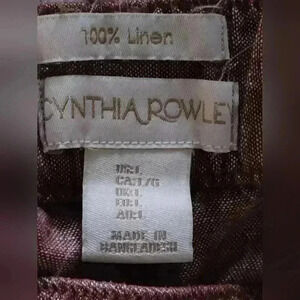 100% Linen
CYNTHIA ROWLEY
US:L
CA:L/G
UK:L
EU:L
AU:L
MADE IN
BANGLADESH